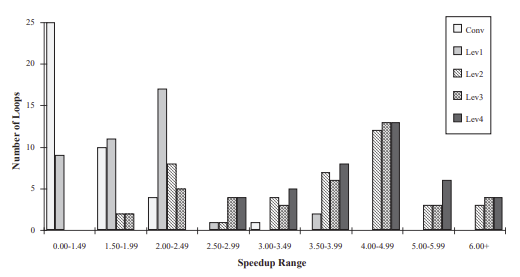 25
20
15
10
5
0
Number of Loops
0.00-1.49 1.50-1.99 2.00-2.49 2.50-2.99 3.00-3.49 3.50-3.99 4.00-4.99 5.00-5.99 6.00+
Speedup Range
Conv
Lev1
Lev2
Lev3
Lev4